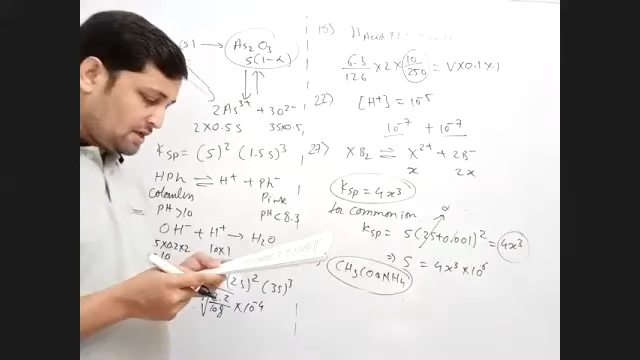 As₂O₃
s(1-α)
2As³⁺ + 3O²⁻
2×0.5s 3s×0.5
Ksp = (s)² (1.5s)³
HPh ⇌ H⁺ + Ph⁻
Colourless Pink
PH>10 PH<8.3
OH⁻ + H⁺ → H₂O
5×0.2×2 10×1
(2s)² (3s)³
×10⁻⁴
15)
6.3/126 ×2× 10/250 = V×0.1×1
22) [H⁺] = 10⁻⁵
10⁻⁷ + 10⁻⁷
27) XB₂ ⇌ X²⁺ + 2B⁻
x 2x
Ksp = 4x³
for common ion
Ksp = s(2s+0.001)² = 4x³
⇒ s = 4x³×10⁶
CH₃COONH₄